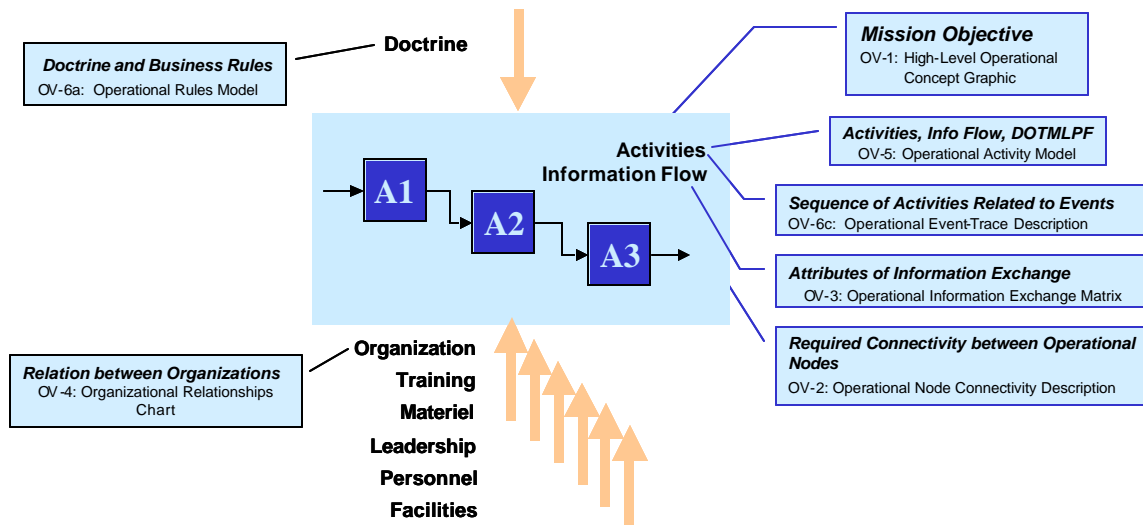 Doctrine
Doctrine and Business Rules
OV-6a: Operational Rules Model
Mission Objective
OV-1: High-Level Operational
Concept Graphic
Activities
Information Flow
A1
A2
A3
Activities, Info Flow, DOTMLPF
OV-5: Operational Activity Model
Sequence of Activities Related to Events
OV-6c: Operational Event-Trace Description
Attributes of Information Exchange
OV-3: Operational Information Exchange Matrix
Required Connectivity between Operational
Nodes
OV-2: Operational Node Connectivity Description
Relation between Organizations
OV-4: Organizational Relationships
Chart
Organization
Training
Materiel
Leadership
Personnel
Facilities